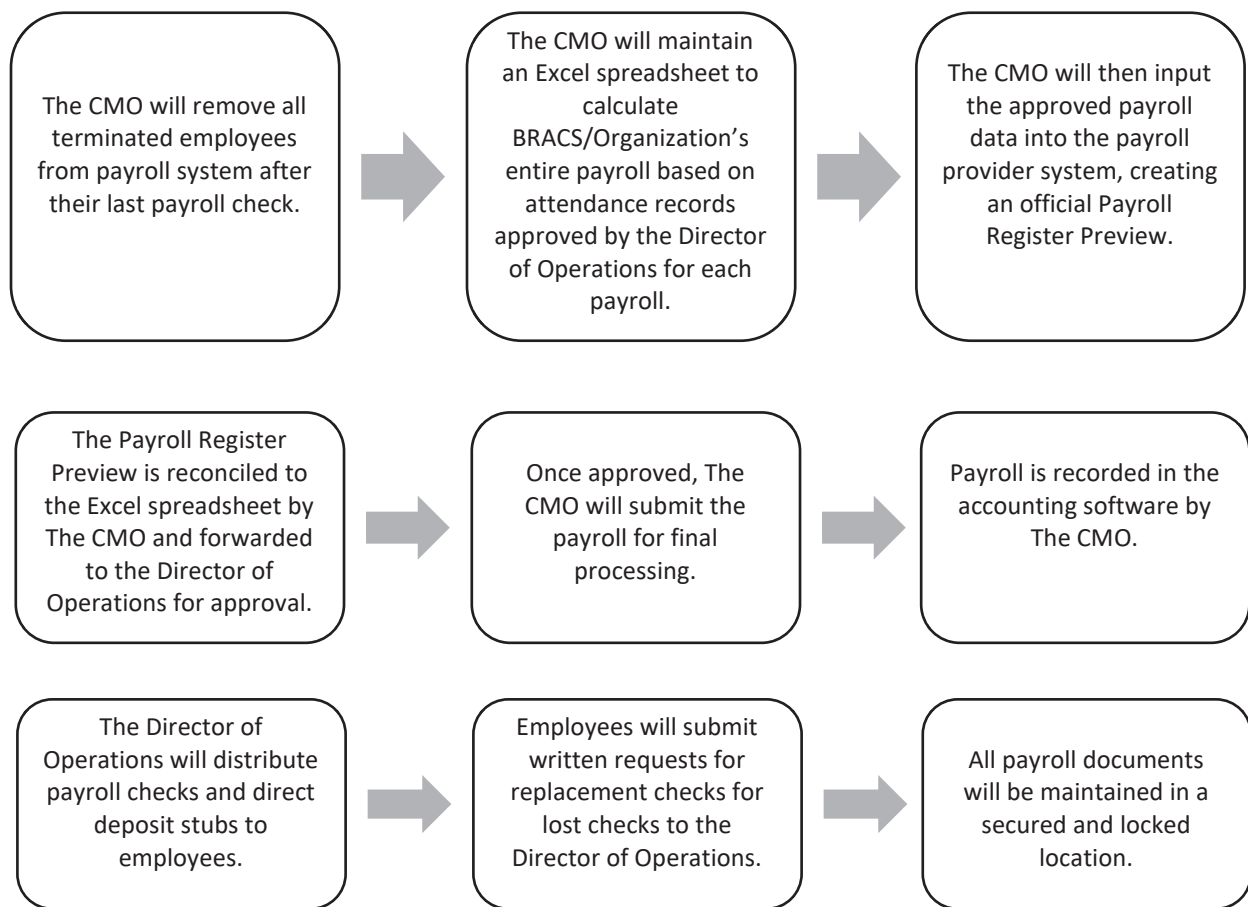 The CMO will remove all
terminated employees
from payroll system after
their last payroll check.
The CMO will maintain
an Excel spreadsheet to
calculate
BRACS/Organization’s
entire payroll based on
attendance records
approved by the Director
of Operations for each
payroll.
The CMO will then input
the approved payroll
data into the payroll
provider system, creating
an official Payroll
Register Preview.
The Payroll Register
Preview is reconciled to
the Excel spreadsheet by
The CMO and forwarded
to the Director of
Operations for approval.
Once approved, The
CMO will submit the
payroll for final
processing.
Payroll is recorded in the
accounting software by
The CMO.
The Director of
Operations will distribute
payroll checks and direct
deposit stubs to
employees.
Employees will submit
written requests for
replacement checks for
lost checks to the
Director of Operations.
All payroll documents
will be maintained in a
secured and locked
location.